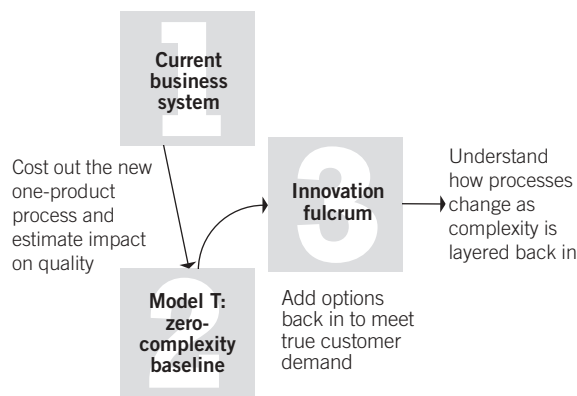 1
Current
business
system
Cost out the new
one-product
process and
estimate impact
on quality
2
Model T:
zero-
complexity
baseline
3
Innovation
fulcrum
Add options
back in to meet
true customer
demand
Understand
how processes
change as
complexity is
layered back in